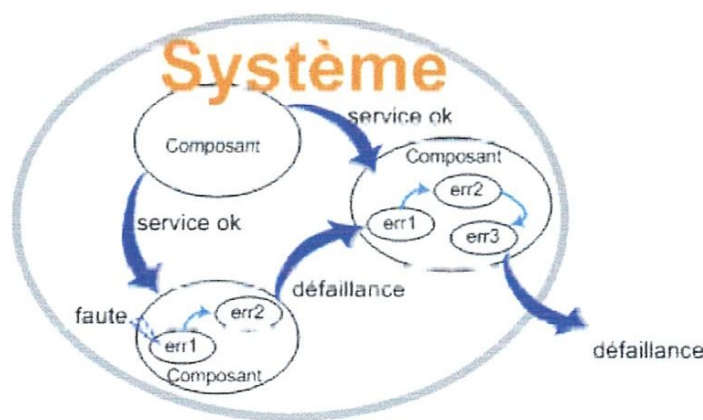 Système
service ok
Composant
Composant
err2
err1
err3
service ok
défaillance
faute
err2
err1
Composant
défaillance